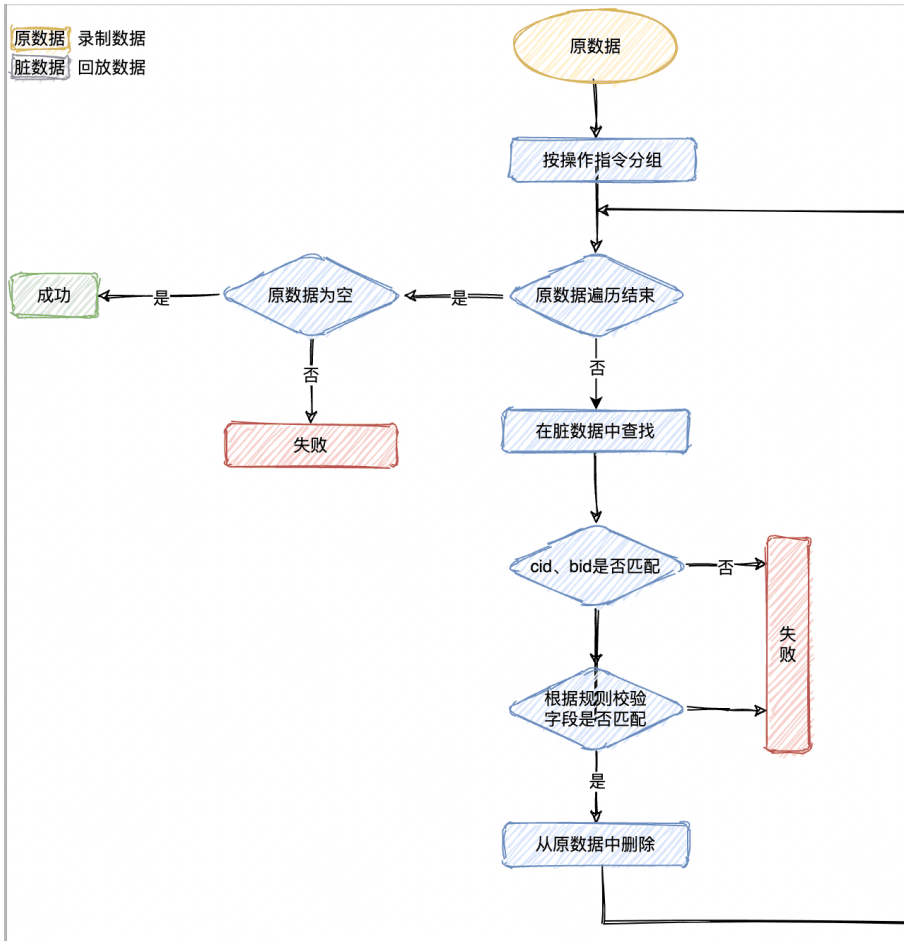 原数据 录制数据
脏数据 回放数据
原数据
按操作指令分组
成功
是
原数据为空
是
原数据遍历结束
否
否
失败
在脏数据中查找
cid、bid是否匹配
否
失
败
根据规则校验
字段是否匹配
是
从原数据中删除